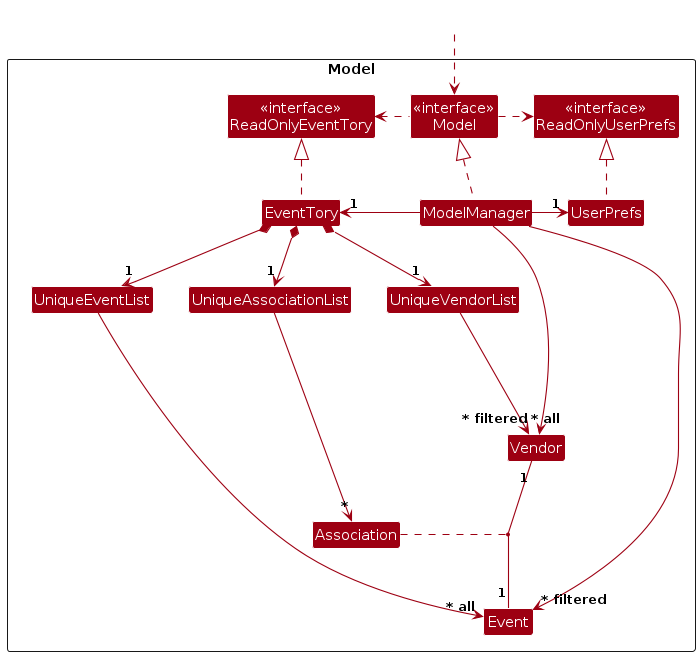 Model
«interface»
ReadOnlyEventTory
«interface»
Model
«interface»
ReadOnlyUserPrefs
EventTory
1
ModelManager
1
UserPrefs
1
1
1
UniqueEventList
UniqueAssociationList
UniqueVendorList
* filtered
* all
Vendor
1
*
Association
1
* all
* filtered
Event